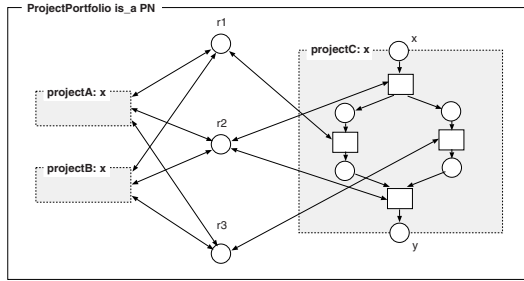 ProjectPortfolio is_a PN
r1
x
projectC: x
projectA: x
r2
projectB: x
r3
y